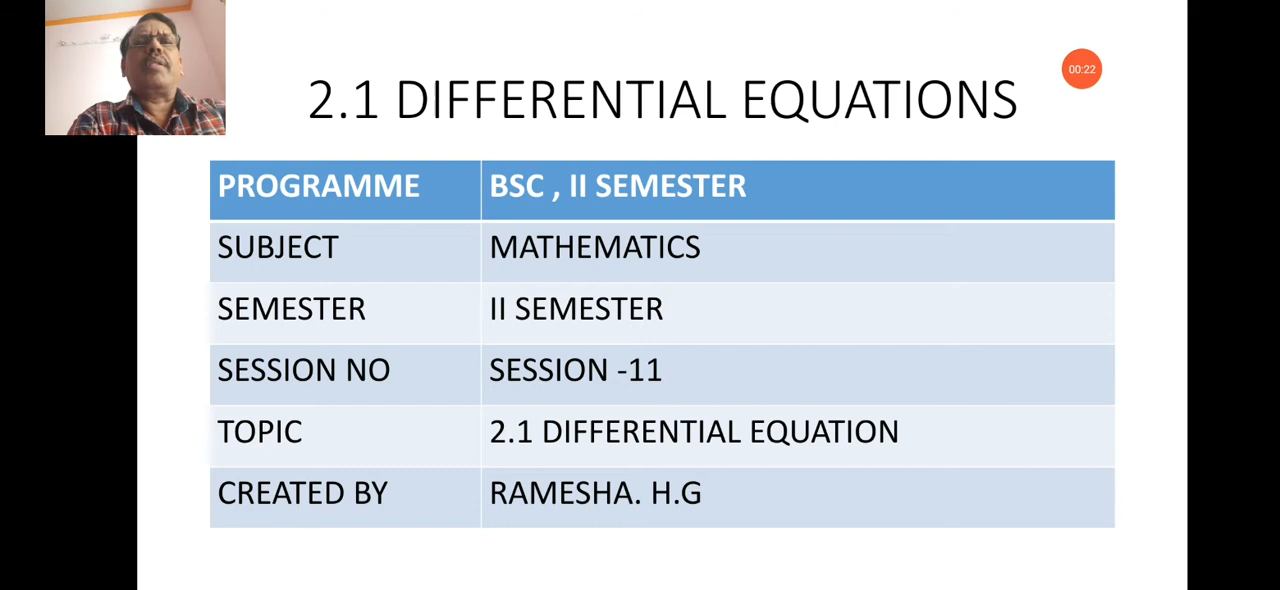 00:22
2.1 DIFFERENTIAL EQUATIONS
PROGRAMME BSC , II SEMESTER
SUBJECT MATHEMATICS
SEMESTER II SEMESTER
SESSION NO SESSION -11
TOPIC 2.1 DIFFERENTIAL EQUATION
CREATED BY RAMESHA. H.G